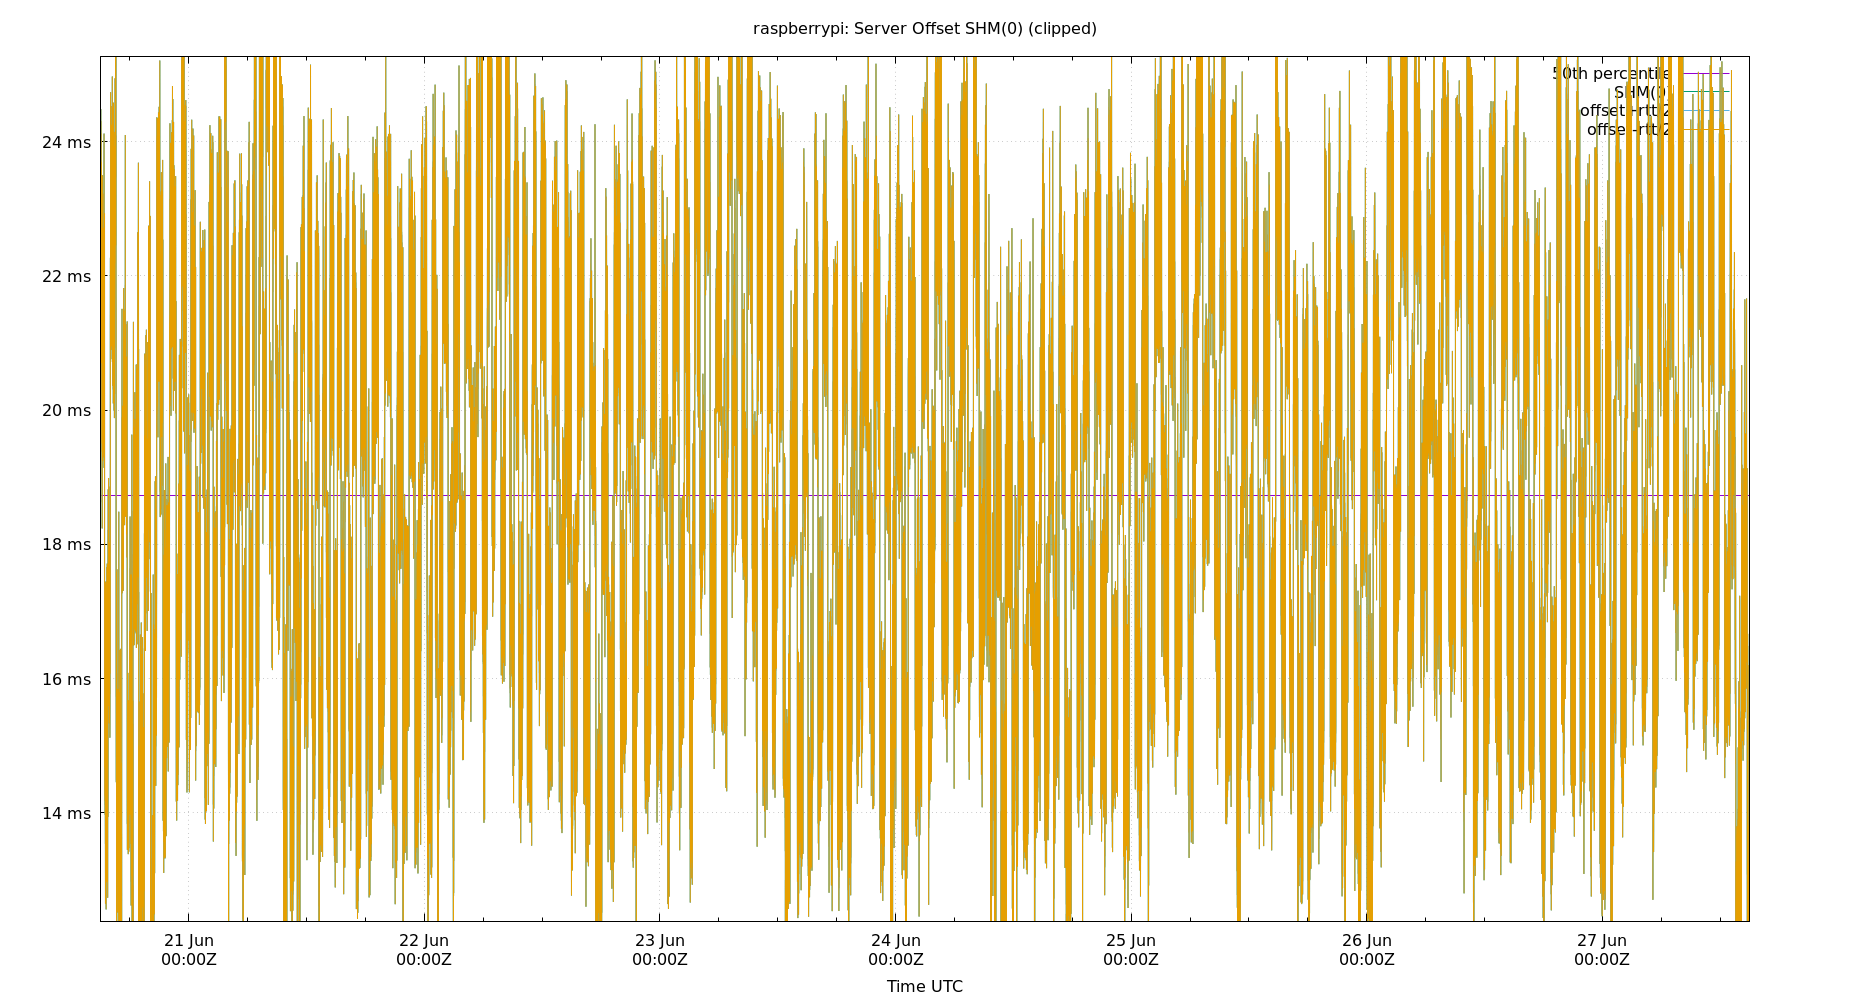 raspberrypi: Server Offset SHM(0) (clipped)
50th percentile
SHM(0)
offset+rtt/2
offset-rtt/2
24 ms
22 ms
20 ms
18 ms
16 ms
14 ms
21 Jun 22 Jun 23 Jun 24 Jun 25 Jun 26 Jun 27 Jun
00:00Z 00:00Z 00:00Z 00:00Z 00:00Z 00:00Z 00:00Z
Time UTC